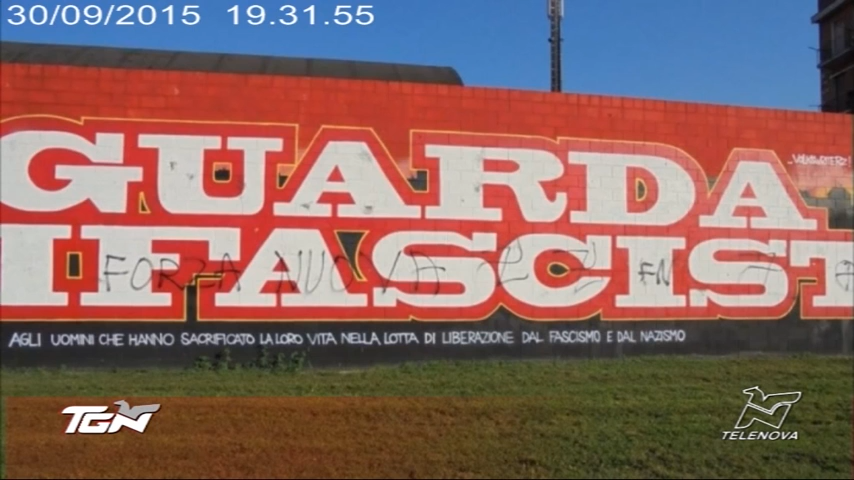 30/09/2015 19.31.55
GUARDA
IFASCIST
FORZA NUOVA
FN
AGLI UOMINI CHE HANNO SACRIFICATO LA LORO VITA NELLA LOTTA DI LIBERAZIONE DAL FASCISMO E DAL NAZISMO
TGN
TELENOVA